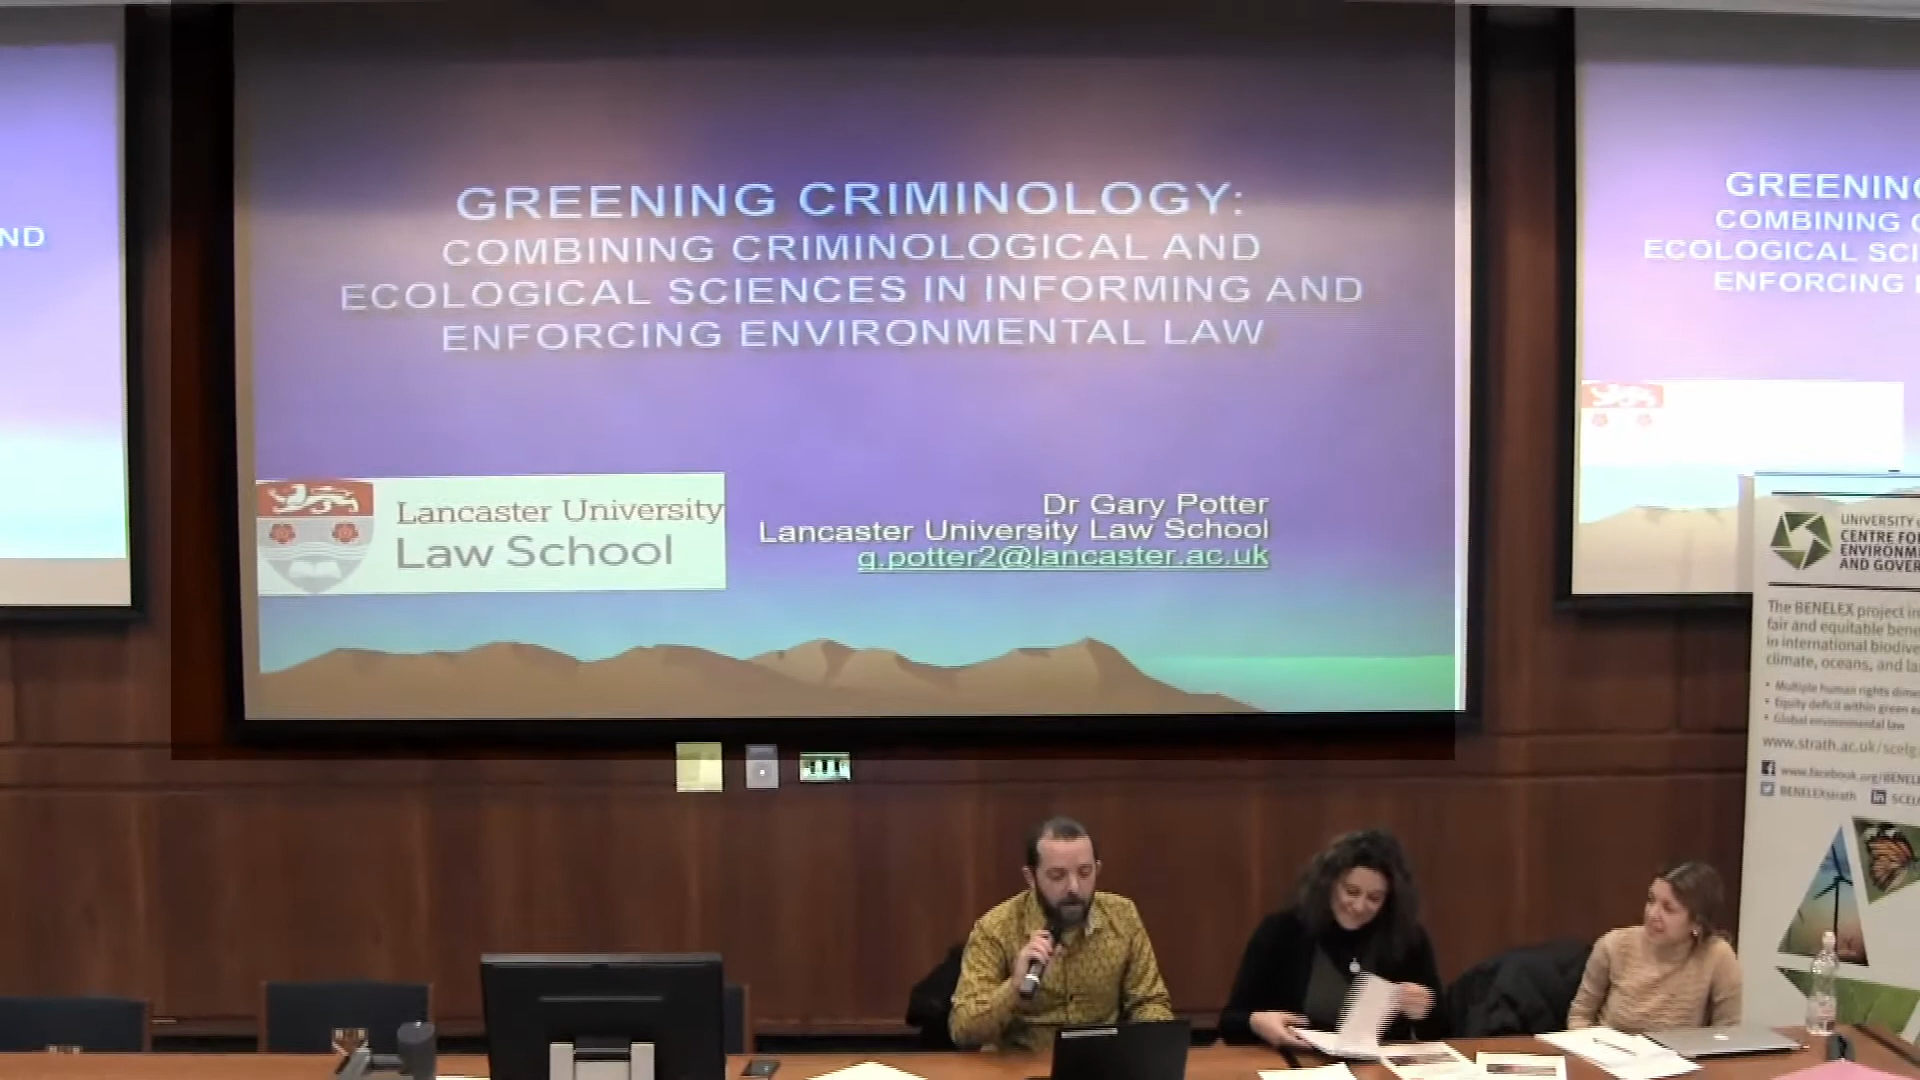 ND
GREENING CRIMINOLOGY:
COMBINING CRIMINOLOGICAL AND
ECOLOGICAL SCIENCES IN INFORMING AND
ENFORCING ENVIRONMENTAL LAW
Lancaster University
Law School
Dr Gary Potter
Lancaster University Law School
g.potter2@lancaster.ac.uk
GREENING
COMBINING C
ECOLOGICAL SCI
ENFORCING
UNIVERSITY
CENTRE FOR
ENVIRONM
AND GOVER
The BENELEX project in
fair and equitable bene
in international biodive
climate, oceans, and la
• Multiple human rights dime
• Equity deficit within green e
• Global environmental law
www.strath.ac.uk/scelg
www.facebook.org/BENEL
BENELEXstrath
in SCEL